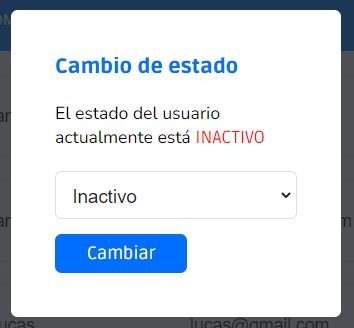 Cambio de estado
El estado del usuario
actualmente está INACTIVO
Inactivo
Cambiar
lucas@gmail.com